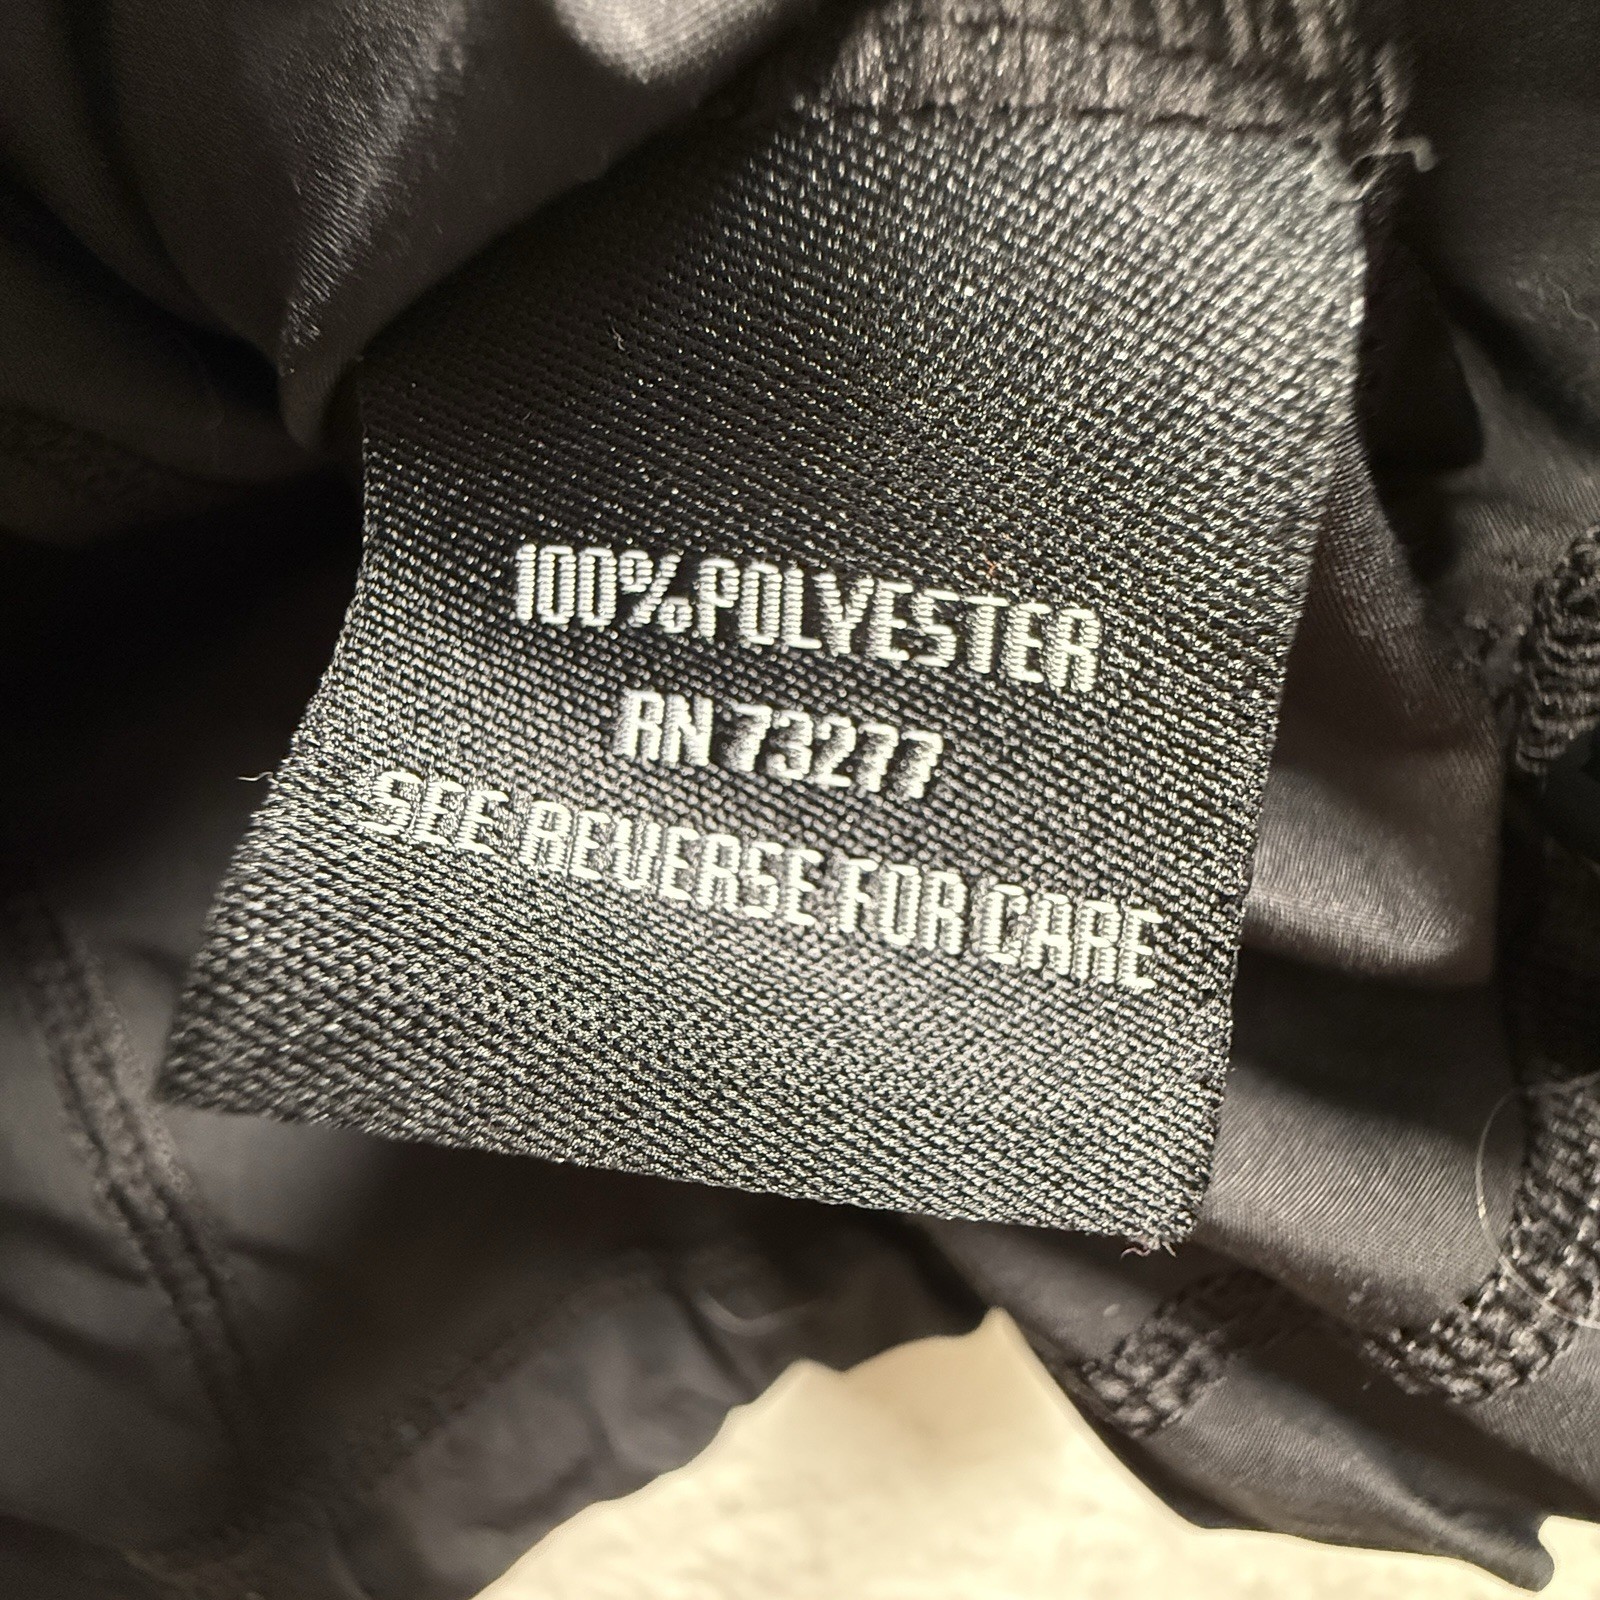 100% POLYESTER
RN 73277
SEE REVERSE FOR CARE